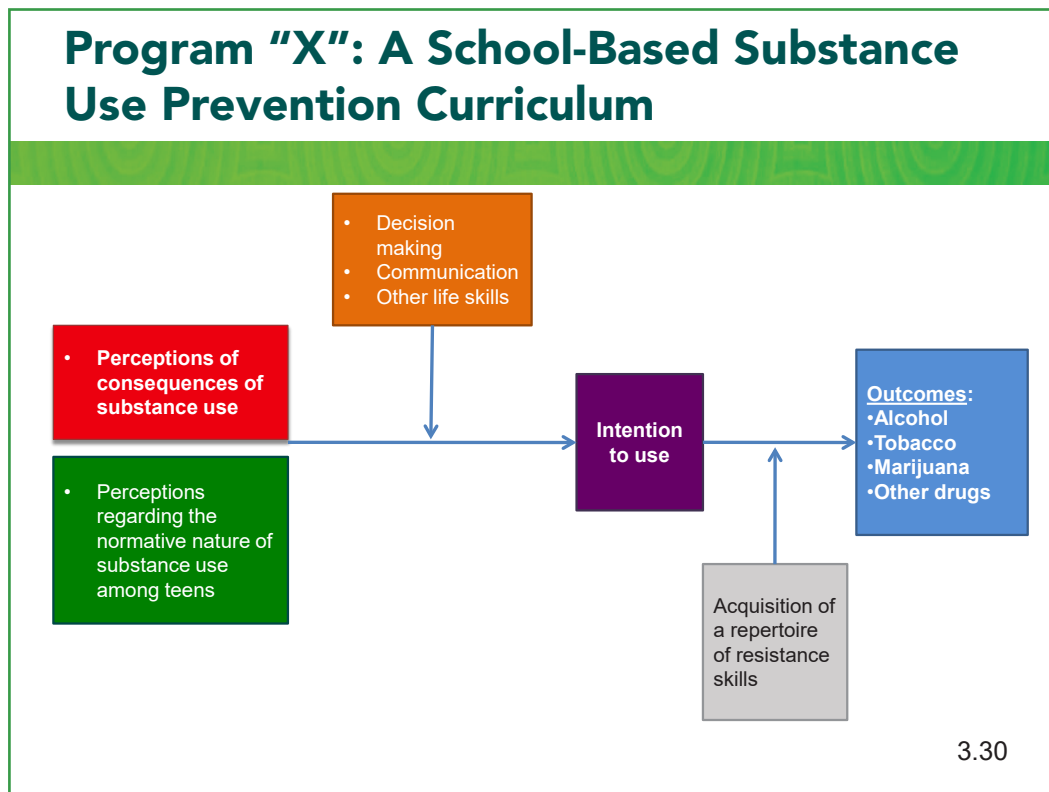 Program “X”: A School-Based Substance
Use Prevention Curriculum
• Decision
making
• Communication
• Other life skills
• Perceptions of
consequences of
substance use
• Perceptions
regarding the
normative nature of
substance use
among teens
Intention
to use
Outcomes:
•Alcohol
•Tobacco
•Marijuana
•Other drugs
Acquisition of
a repertoire
of resistance
skills
3.30